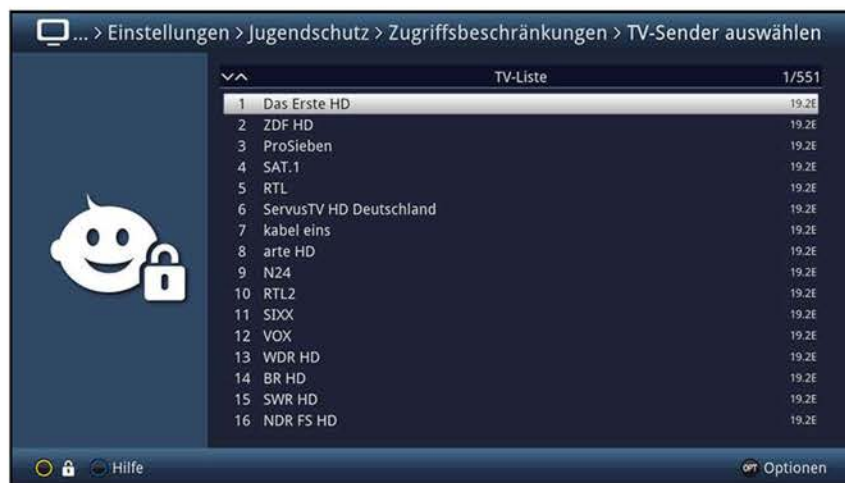 ... > Einstellungen > Jugendschutz > Zugriffsbeschränkungen > TV-Sender auswählen
TV-Liste 1/551
1 Das Erste HD 19.2E
2 ZDF HD 19.2E
3 ProSieben 19.2E
4 SAT.1 19.2E
5 RTL 19.2E
6 ServusTV HD Deutschland 19.2E
7 kabel eins 19.2E
8 arte HD 19.2E
9 N24 19.2E
10 RTL2 19.2E
11 SIXX 19.2E
12 VOX 19.2E
13 WDR HD 19.2E
14 BR HD 19.2E
15 SWR HD 19.2E
16 NDR FS HD 19.2E
Hilfe OPT Optionen